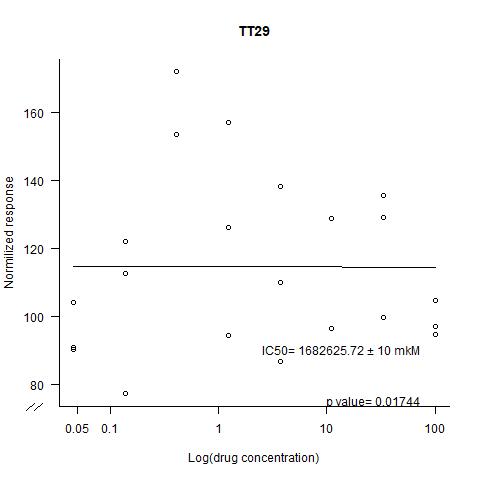 TT29
Normilized response
160
140
120
100
80
IC50= 1682625.72 ± 10 mkM
p value= 0.01744
0.05 0.1 1 10 100
Log(drug concentration)